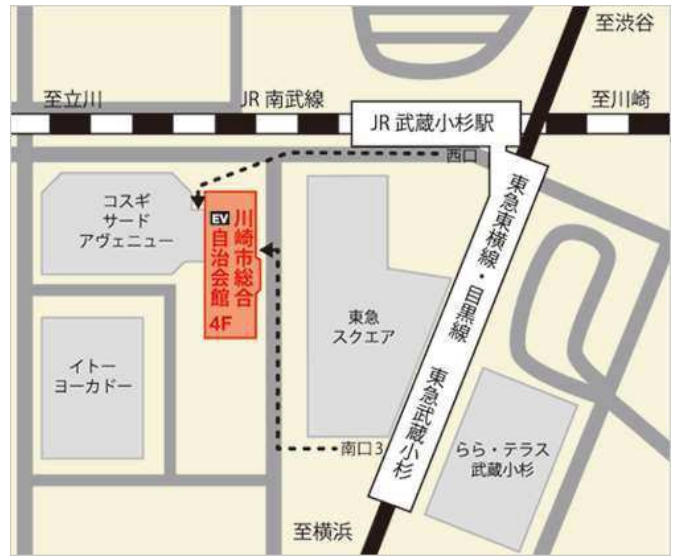 至渋谷
至立川
JR 南武線
至川崎
JR 武蔵小杉駅
西口
コスギ
サード
アヴェニュー
EV
川崎市総合
自治会館
4F
東急東横線・目黒線
東急武蔵小杉
東急
スクエア
イトー
ヨーカドー
南口3
らら・テラス
武蔵小杉
至横浜